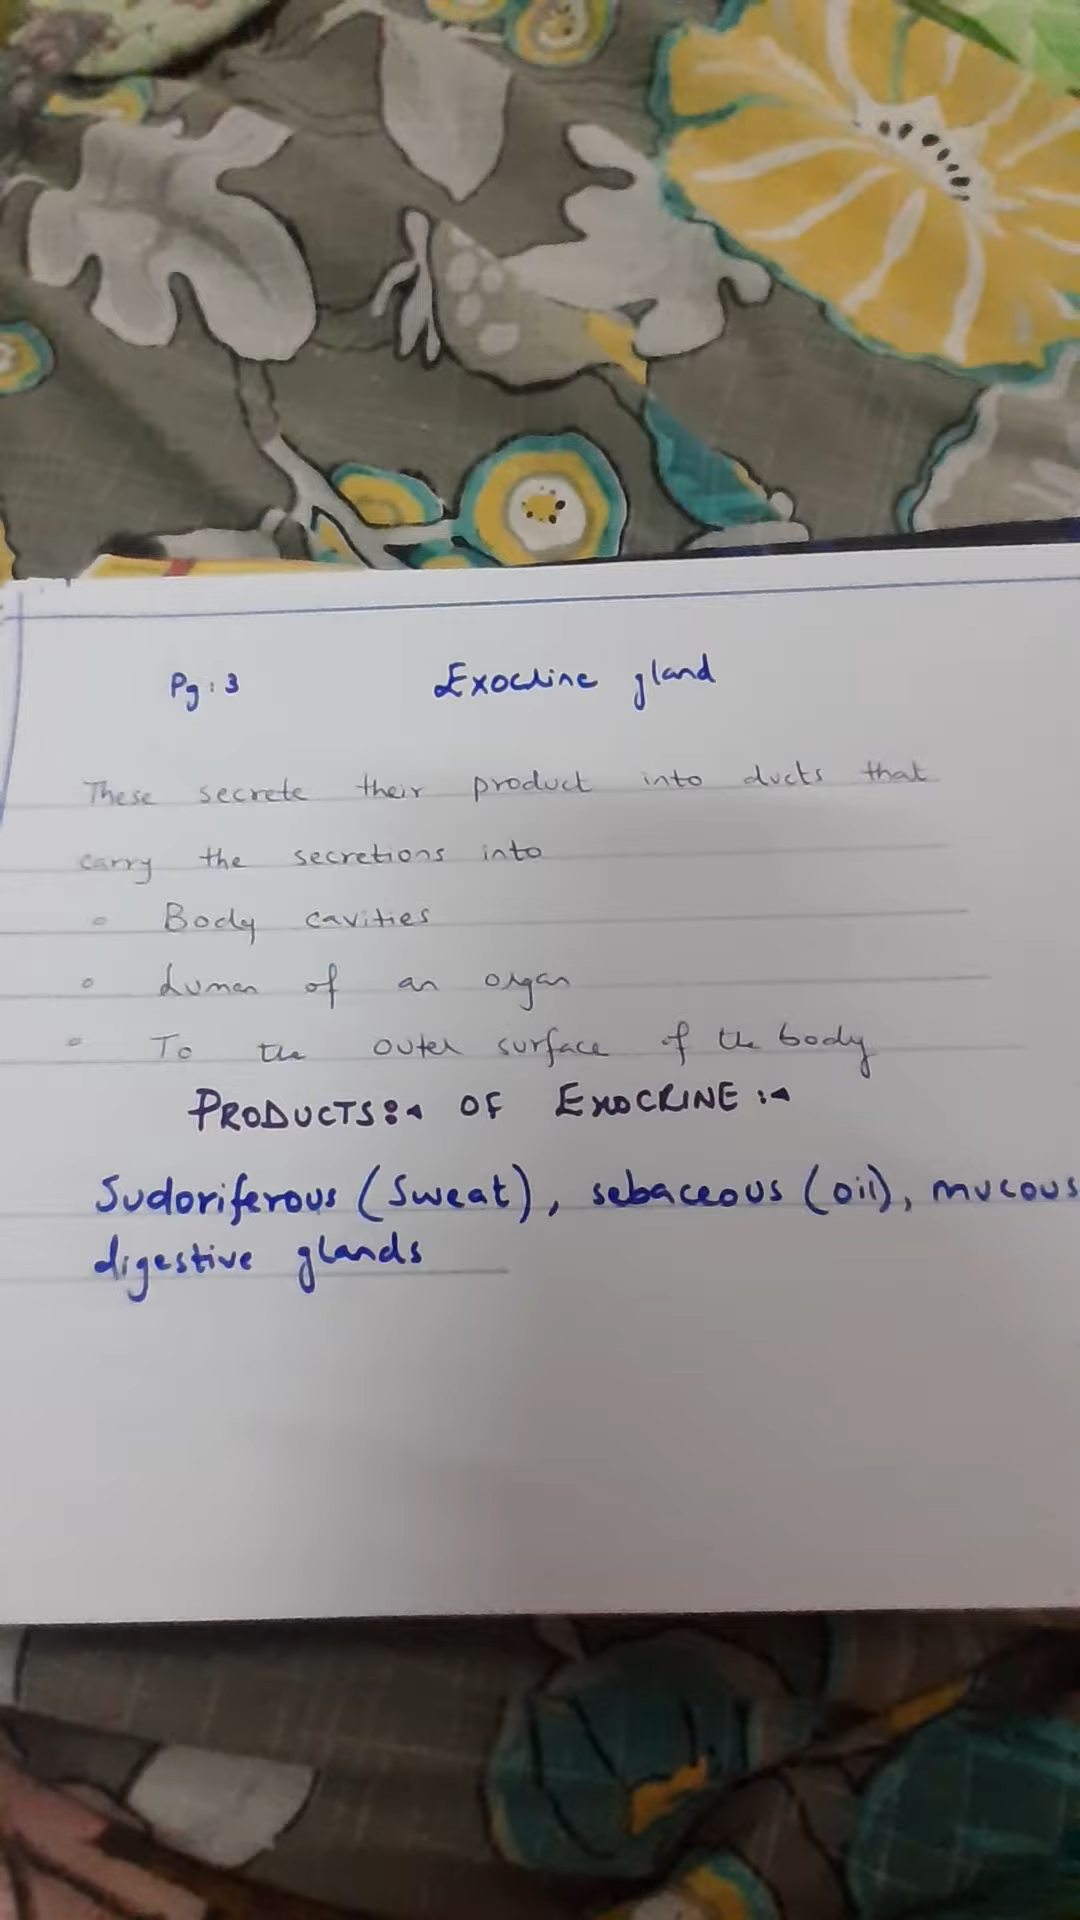 Pg: 3 Exocrine gland
These secrete their product into ducts that
carry the secretions into
◦ Body cavities
◦ Lumen of an organ
◦ To the outer surface of the body
PRODUCTS:- OF EXOCRINE :-
Sudoriferous (Sweat), sebaceous (oil), mucous
digestive glands